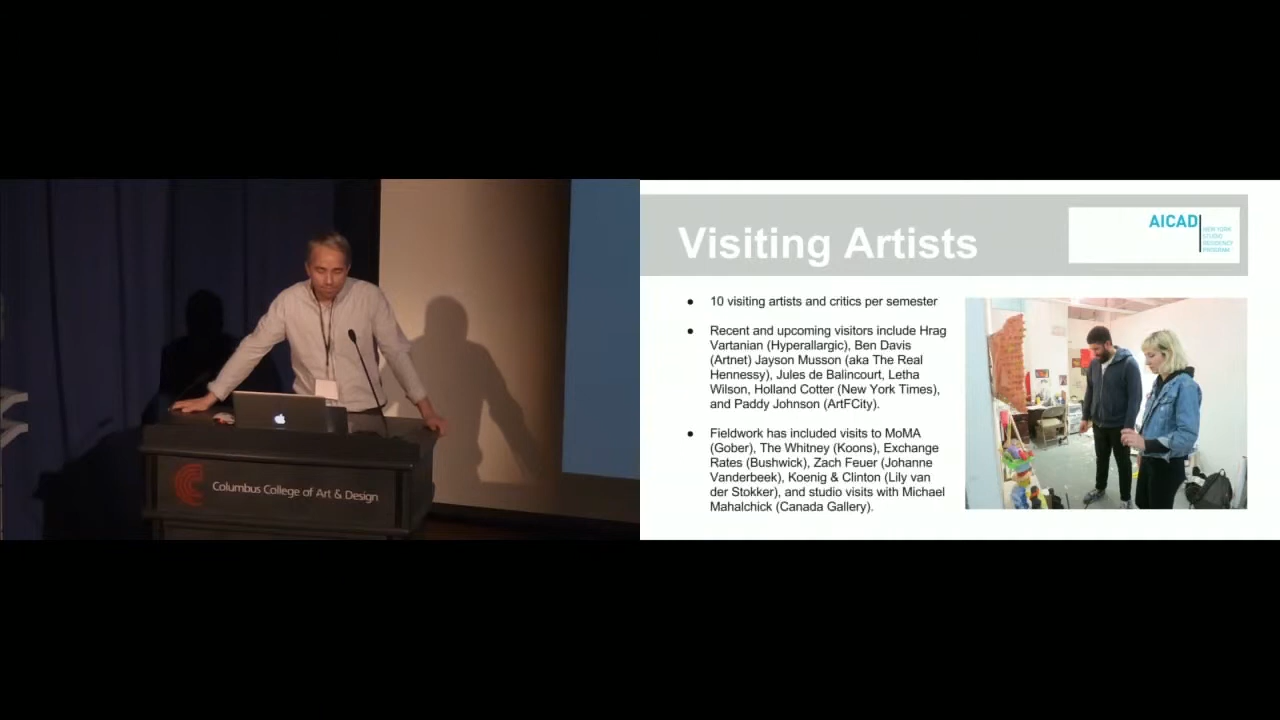 Columbus College of Art & Design
Visiting Artists
AICAD
NEW YORK
STUDIO
RESIDENCY
PROGRAM
● 10 visiting artists and critics per semester
● Recent and upcoming visitors include Hrag
Vartanian (Hyperallergic), Ben Davis
(Artnet) Jayson Musson (aka The Real
Hennessy), Jules de Balincourt, Letha
Wilson, Holland Cotter (New York Times),
and Paddy Johnson (ArtFCity).
● Fieldwork has included visits to MoMA
(Gober), The Whitney (Koons), Exchange
Rates (Bushwick), Zach Feuer (Johanne
Vanderbeek), Koenig & Clinton (Lily van
der Stokker), and studio visits with Michael
Mahalchick (Canada Gallery).